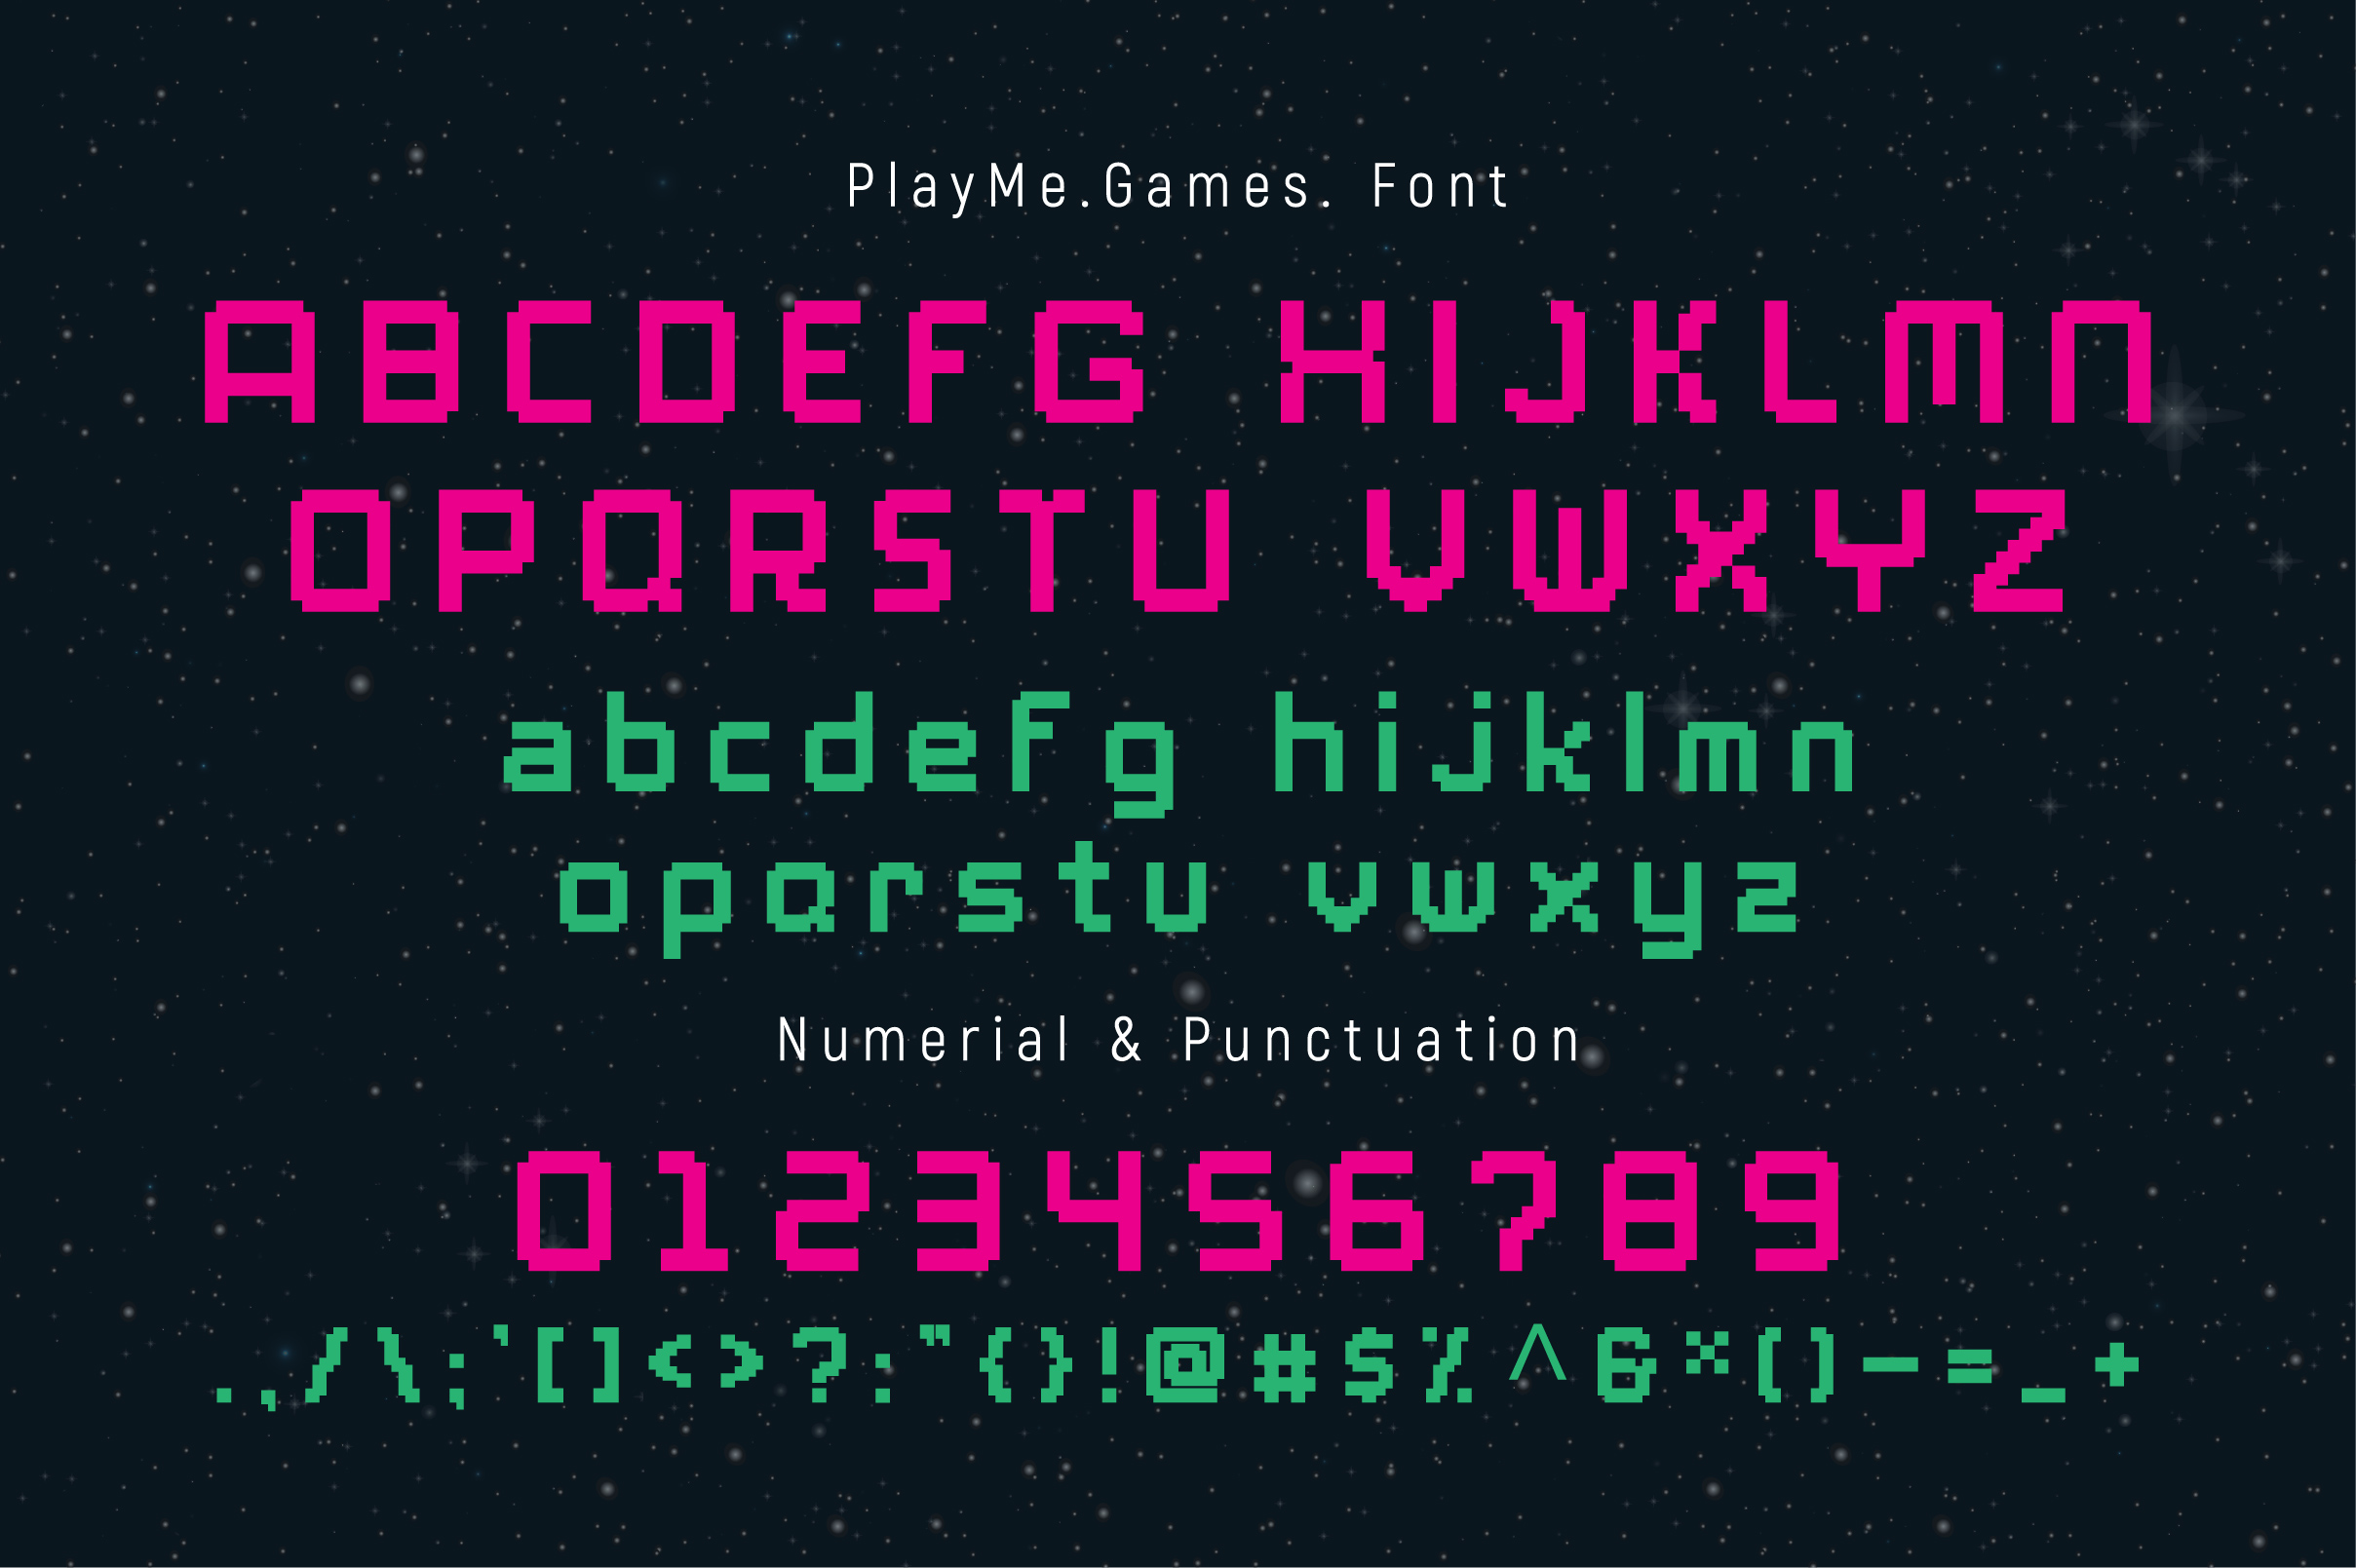 PlayMe.Games. Font
ABCDEFG HIJKLMN
OPQRSTU VWXYZ
abcdefg hijklmn
opqrstu vwxyz
Numerial & Punctuation
0123456789
.,/\;'[]<>?:"{}!@#$%^&*()—=_+